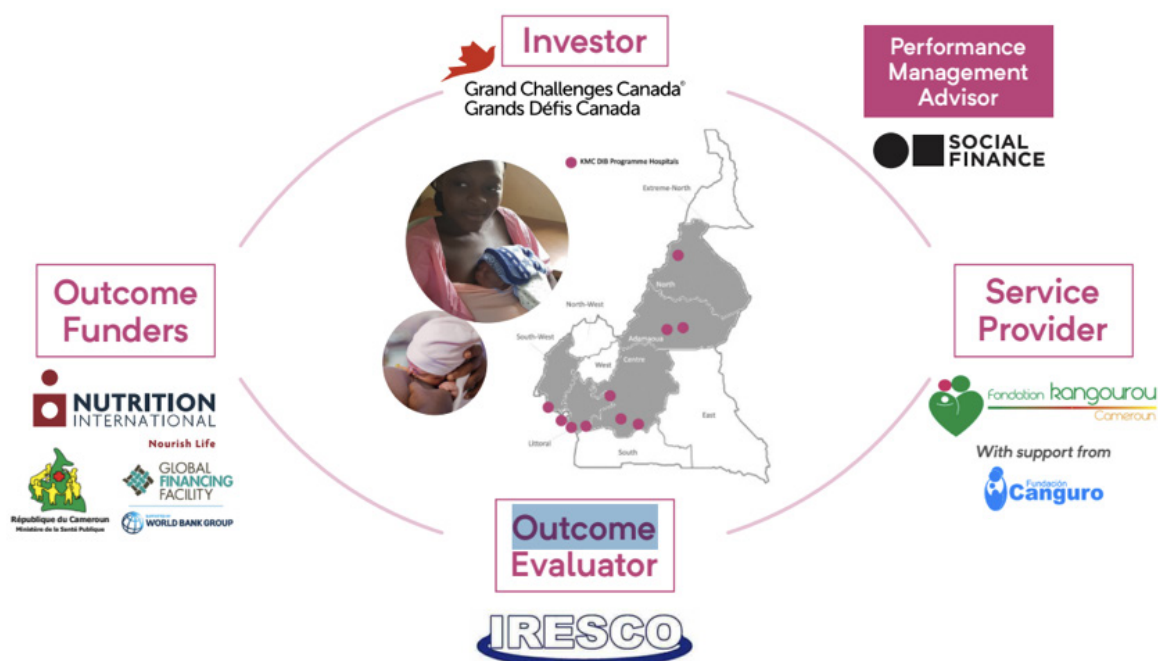 Investor
Grand Challenges Canada®
Grands Défis Canada
Performance
Management
Advisor
SOCIAL
FINANCE
KMC DIB Programme Hospitals
Extreme-North
North
North-West
Adamaoua
South-West
West
Centre
East
Littoral
South
Outcome
Funders
NUTRITION
INTERNATIONAL
Nourish Life
GLOBAL
FINANCING
FACILITY
République du Cameroun
Ministère de la Santé Publique
WORLD BANK GROUP
Service
Provider
Fondation kangourou
Cameroun
With support from
Fundación
Canguro
Outcome
Evaluator
IRESCO